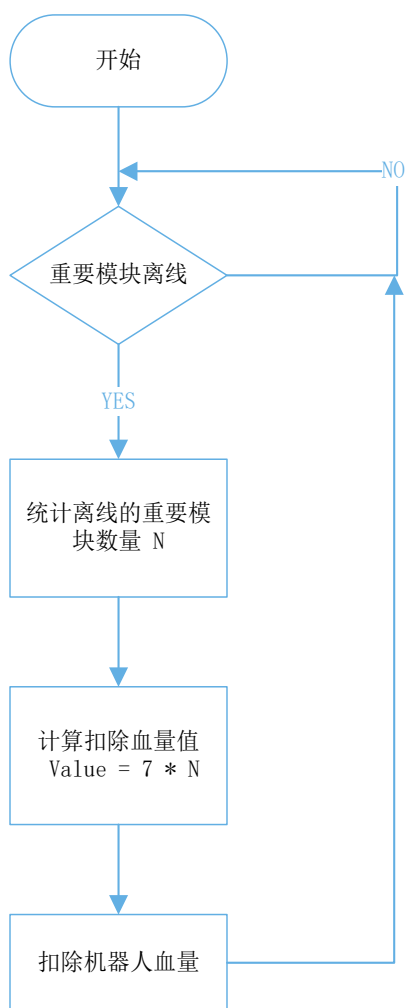 开始
NO
重要模块离线
YES
统计离线的重要模
块数量 N
计算扣除血量值
Value = 7 * N
扣除机器人血量